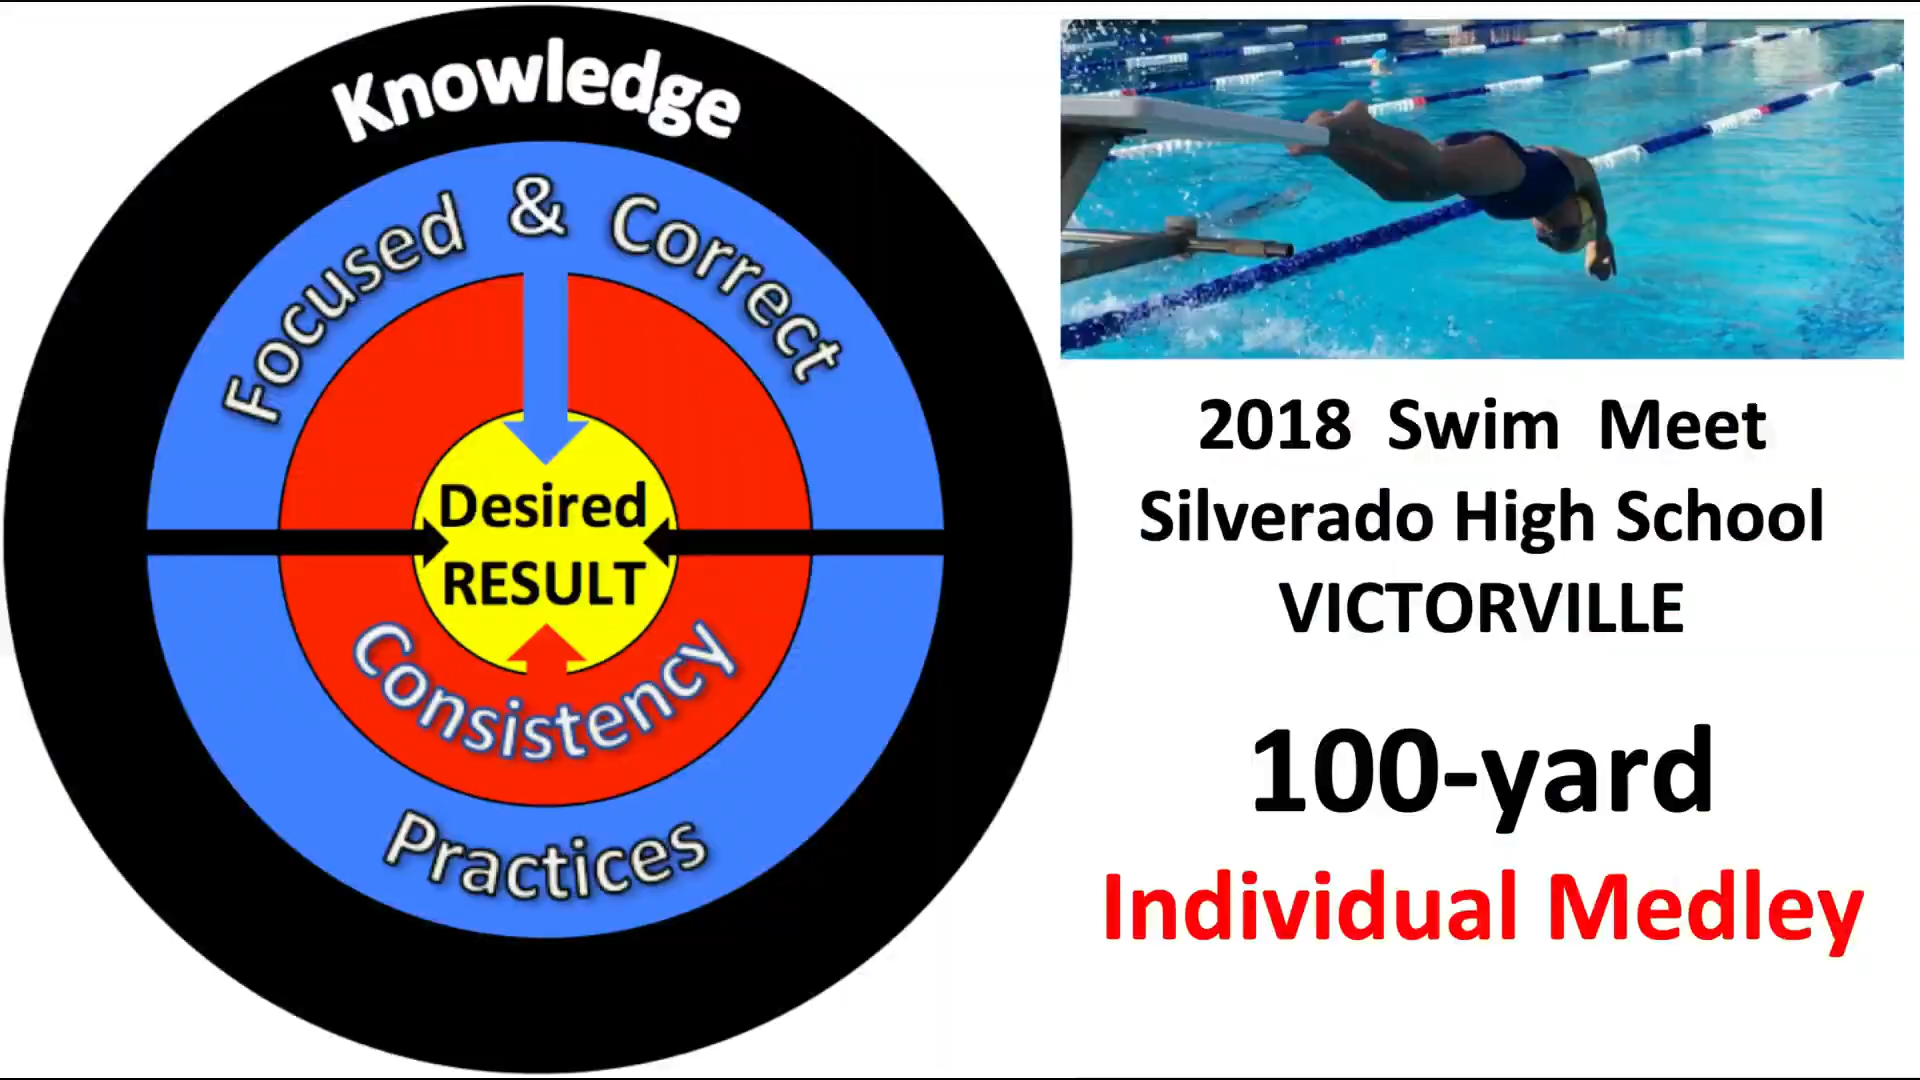 Knowledge
Focused & Correct
Desired
RESULT
Consistency
Practices
2018 Swim Meet
Silverado High School
VICTORVILLE
100-yard
Individual Medley